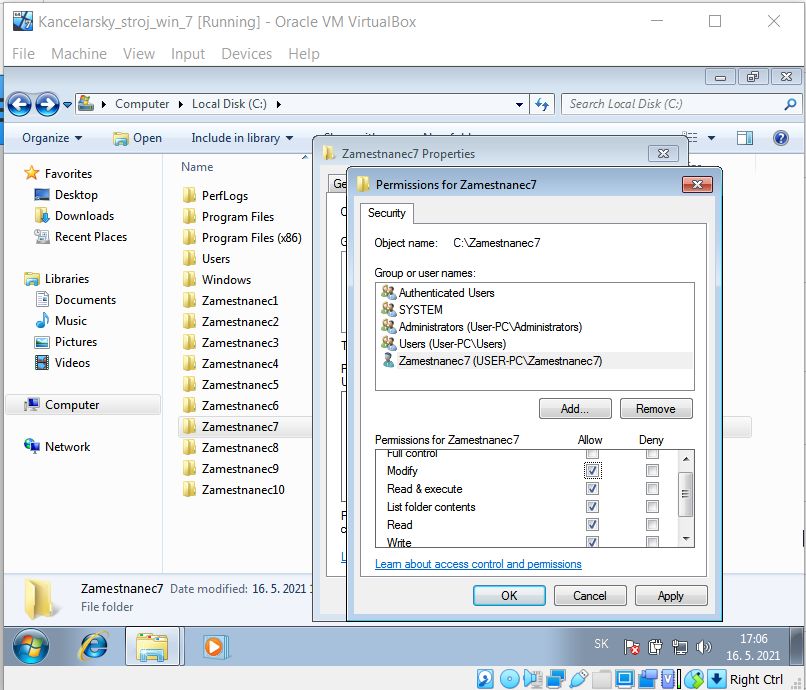 Kancelarsky_stroj_win_7 [Running] - Oracle VM VirtualBox
File Machine View Input Devices Help
Computer Local Disk (C:)
Search Local Disk (C:)
Organize Open Include in library
Zamestnanec7 Properties
Permissions for Zamestnanec7
Favorites
Desktop
Downloads
Recent Places
Libraries
Documents
Music
Pictures
Videos
Computer
Network
Name
PerfLogs
Program Files
Program Files (x86)
Users
Windows
Zamestnanec1
Zamestnanec2
Zamestnanec3
Zamestnanec4
Zamestnanec5
Zamestnanec6
Zamestnanec7
Zamestnanec8
Zamestnanec9
Zamestnanec10
Security
Object name: C:\Zamestnanec7
Group or user names:
Authenticated Users
SYSTEM
Administrators (User-PC\Administrators)
Users (User-PC\Users)
Zamestnanec7 (USER-PC\Zamestnanec7)
Add... Remove
Permissions for Zamestnanec7 Allow Deny
Full control
Modify
Read & execute
List folder contents
Read
Write
Learn about access control and permissions
OK Cancel Apply
Zamestnanec7 Date modified: 16. 5. 2021
File folder
SK
17:06
16. 5. 2021
Right Ctrl